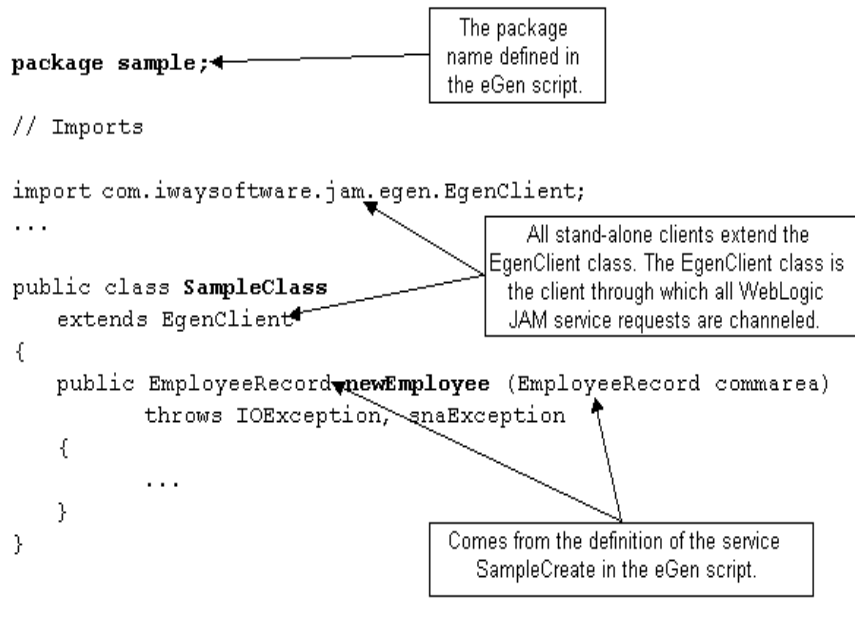 The package
name defined in
the eGen script.
package sample;
// Imports
import com.iwaysoftware.jam.egen.EgenClient;
...
All stand-alone clients extend the
EgenClient class. The EgenClient class is
the client through which all WebLogic
JAM service requests are channeled.
public class SampleClass
extends EgenClient
{
public EmployeeRecord newEmployee (EmployeeRecord commarea)
throws IOException, snaException
{
...
}
}
Comes from the definition of the service
SampleCreate in the eGen script.